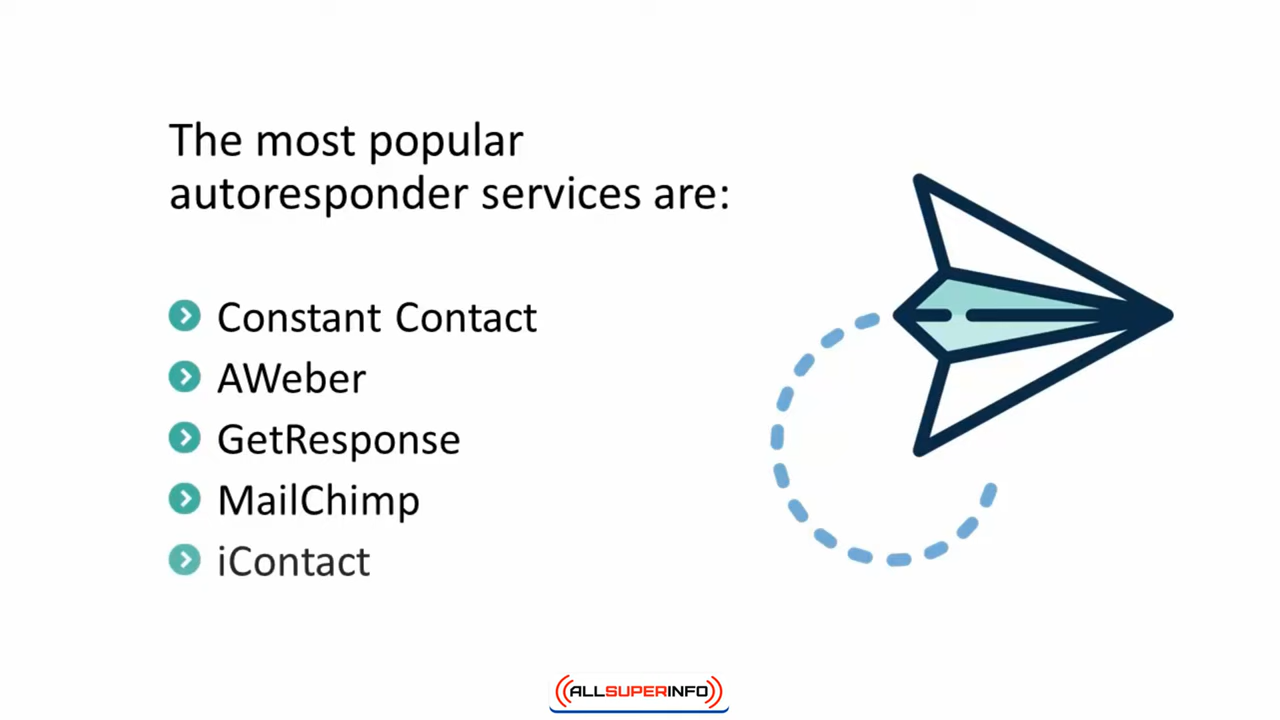 The most popular
autoresponder services are:
Constant Contact
AWeber
GetResponse
MailChimp
iContact
ALLSUPERINFO